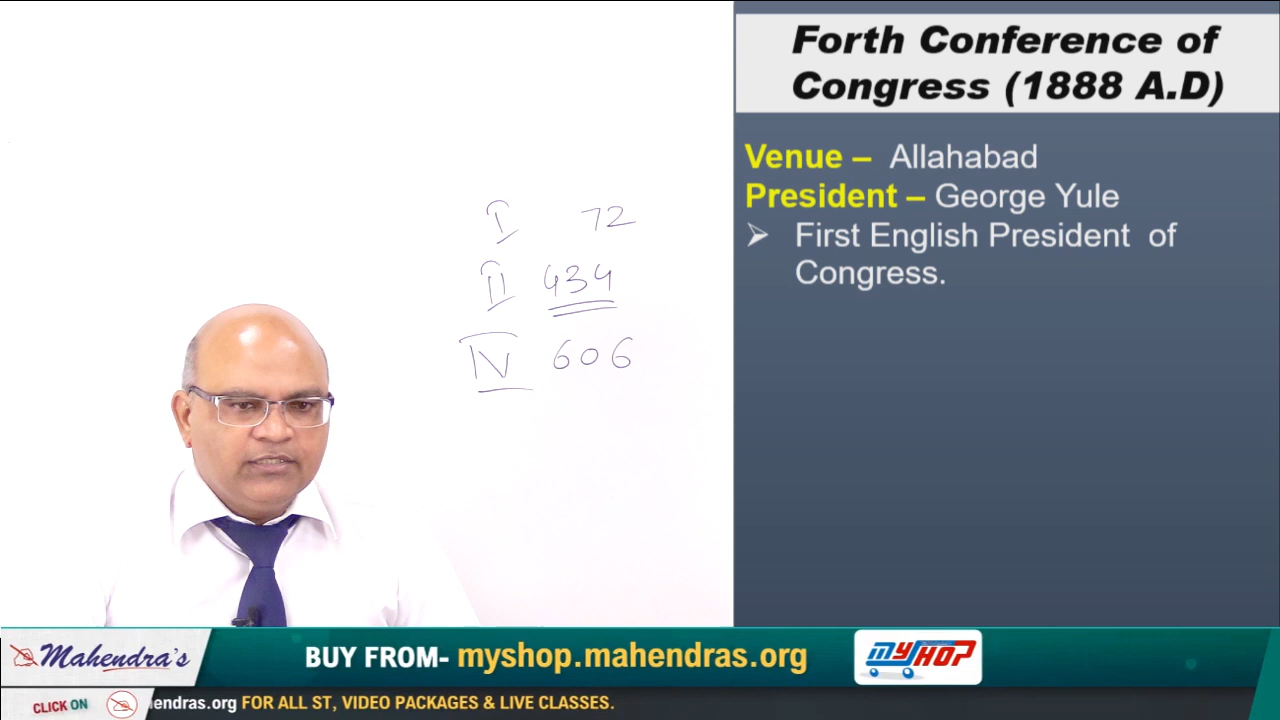 Forth Conference of
Congress (1888 A.D)
Venue – Allahabad
President – George Yule
➢ First English President of
Congress.
I 72
II 434
IV 606
Mahendra's
BUY FROM- myshop.mahendras.org
MYSHOP
CLICK ON
hendras.org FOR ALL ST, VIDEO PACKAGES & LIVE CLASSES.